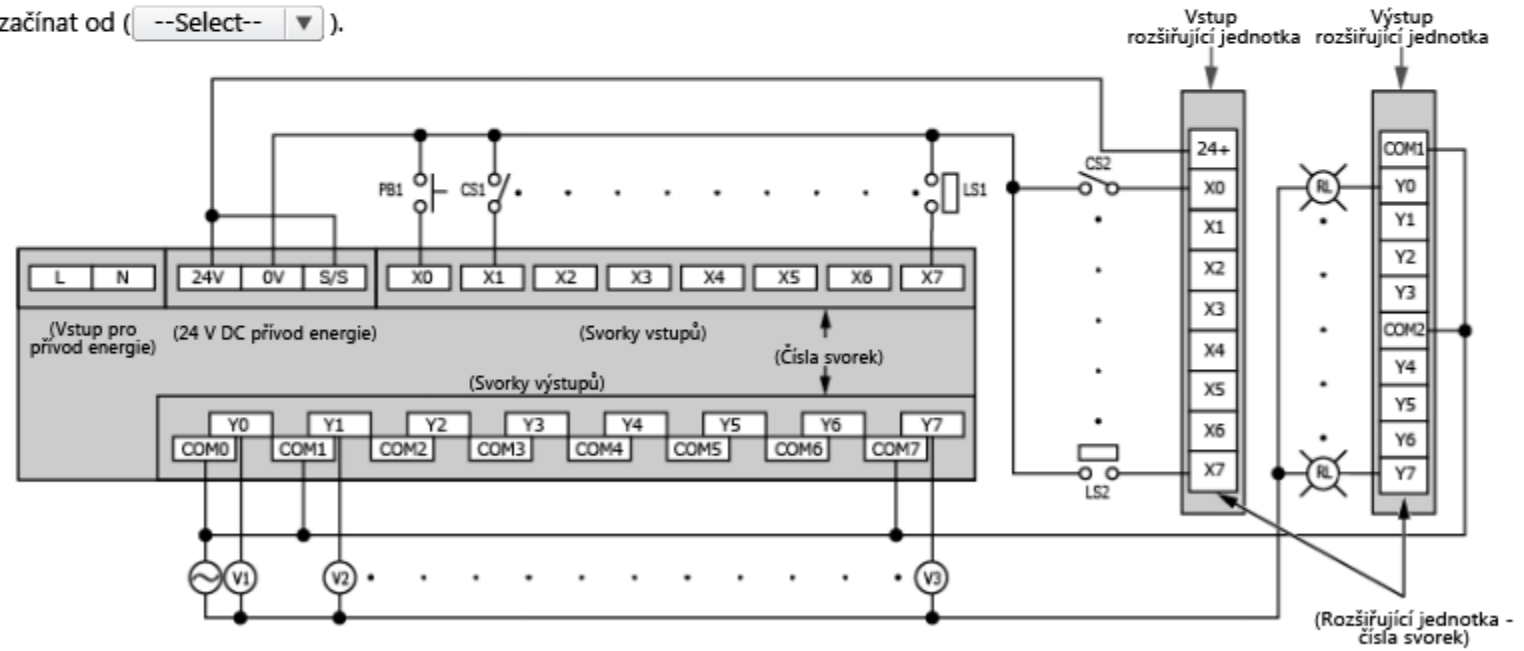 začínat od ( --Select-- ▼ ).
Vstup
rozšiřující jednotka
Výstup
rozšiřující jednotka
PB1
CS1
LS1
CS2
LS2
24+
X0
X1
X2
X3
X4
X5
X6
X7
RL
RL
COM1
Y0
Y1
Y2
Y3
COM2
Y4
Y5
Y6
Y7
L N 24V 0V S/S X0 X1 X2 X3 X4 X5 X6 X7
(Vstup pro
přívod energie)
(24 V DC přívod energie)
(Svorky vstupů)
(Čísla svorek)
(Svorky výstupů)
Y0 Y1 Y2 Y3 Y4 Y5 Y6 Y7
COM0 COM1 COM2 COM3 COM4 COM5 COM6 COM7
V1 V2 V3
(Rozšiřující jednotka -
čísla svorek)